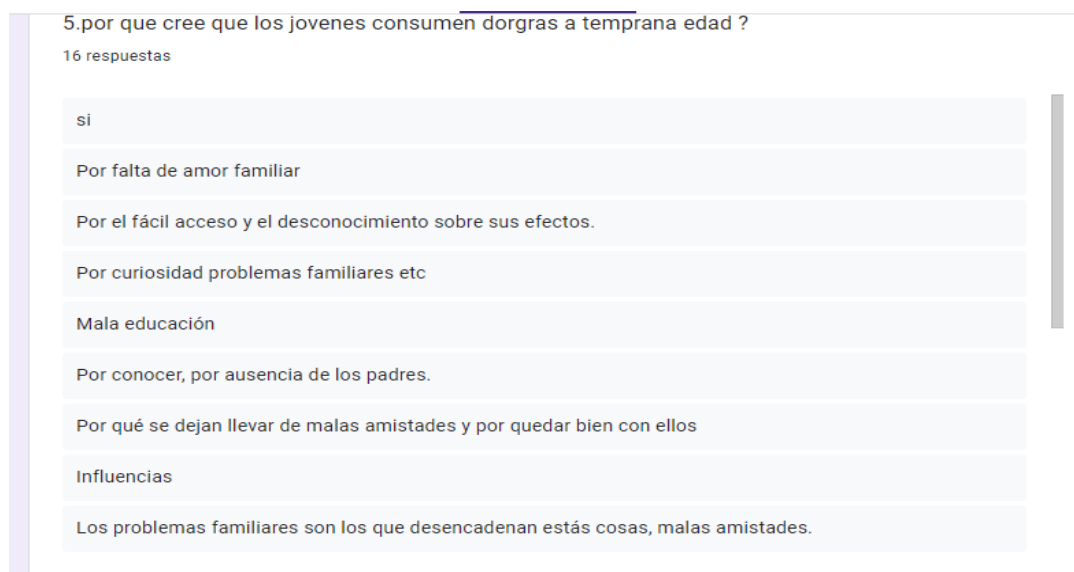 5.por que cree que los jovenes consumen dorgras a temprana edad ?
16 respuestas
si
Por falta de amor familiar
Por el fácil acceso y el desconocimiento sobre sus efectos.
Por curiosidad problemas familiares etc
Mala educación
Por conocer, por ausencia de los padres.
Por qué se dejan llevar de malas amistades y por quedar bien con ellos
Influencias
Los problemas familiares son los que desencadenan estás cosas, malas amistades.